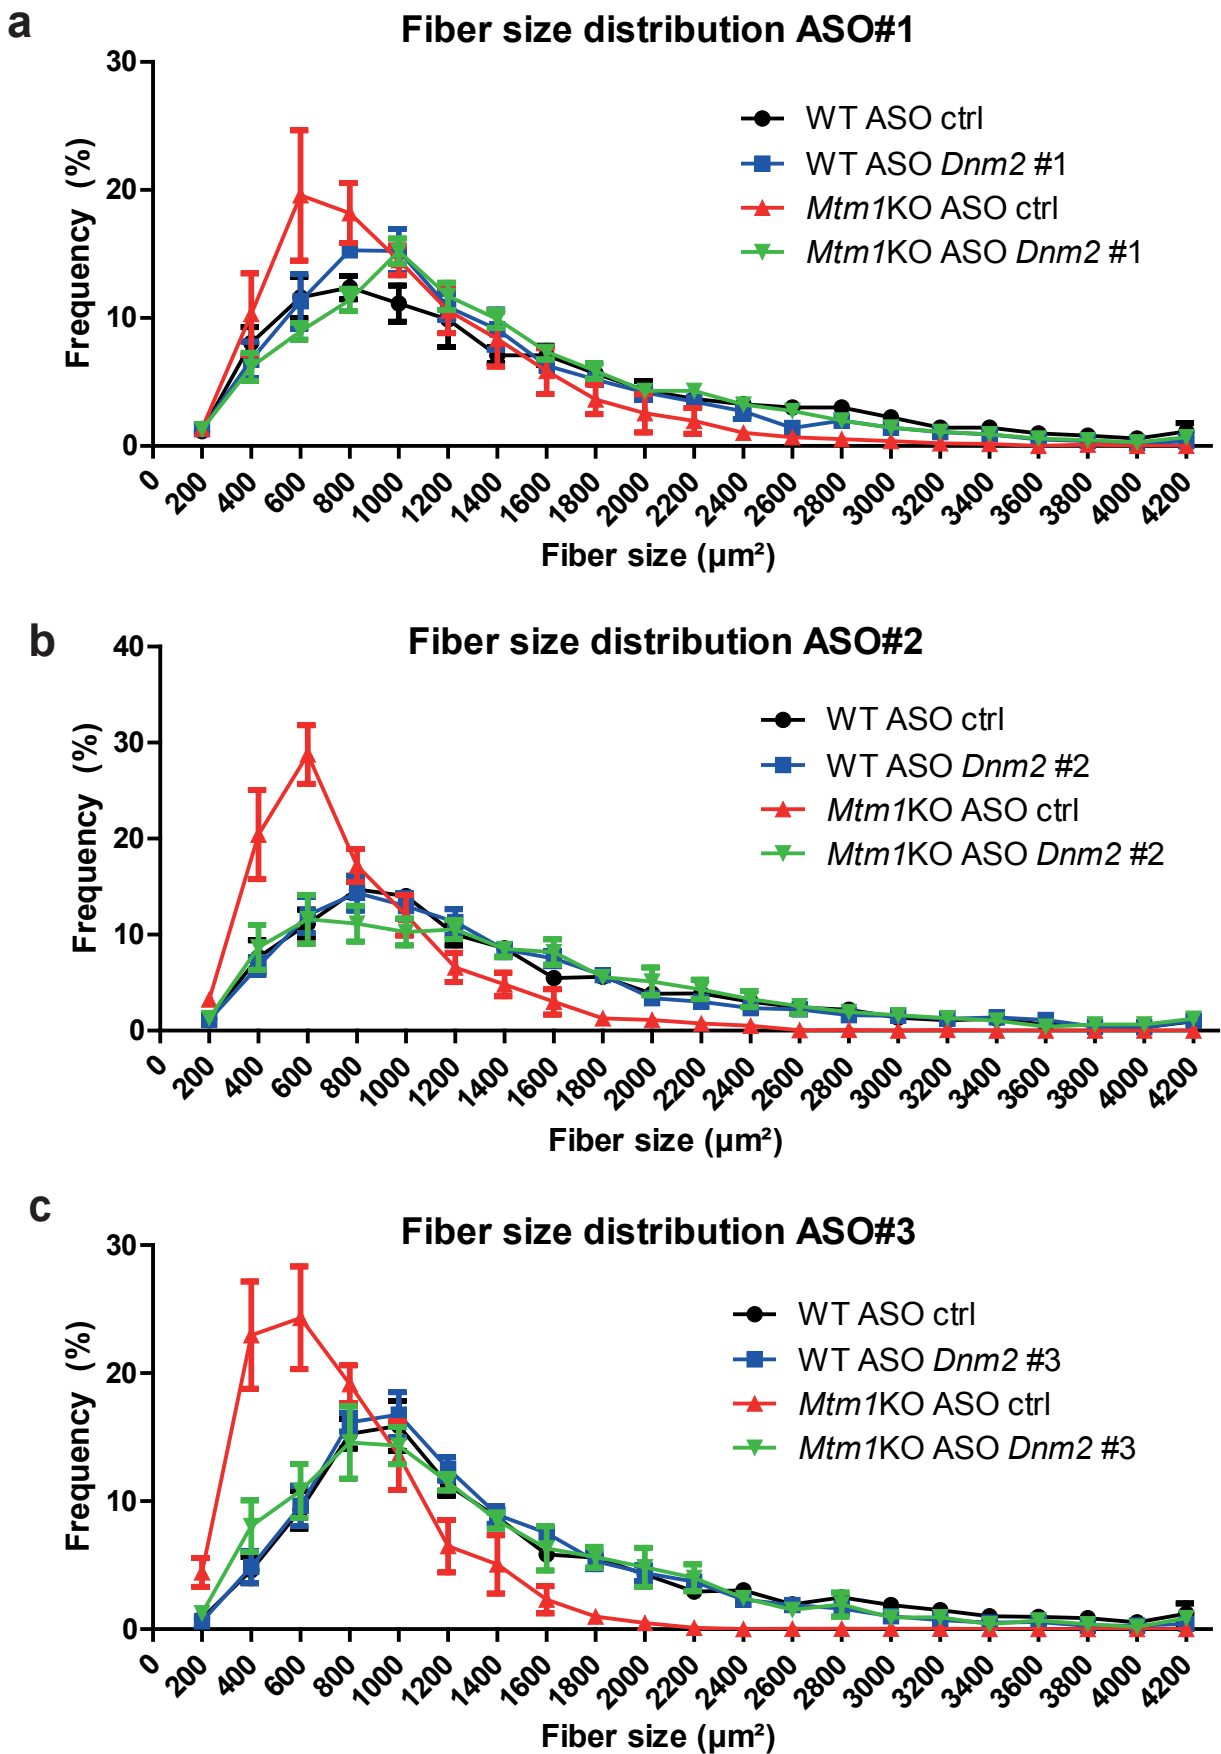 a
Fiber size distribution ASO#1
30
20
10
0
Frequency (%)
WT ASO ctrl
WT ASO Dnm2 #1
Mtm1KO ASO ctrl
Mtm1KO ASO Dnm2 #1
0 200 400 600 800 1000 1200 1400 1600 1800 2000 2200 2400 2600 2800 3000 3200 3400 3600 3800 4000 4200
Fiber size (µm²)
b
Fiber size distribution ASO#2
40
30
20
10
0
Frequency (%)
WT ASO ctrl
WT ASO Dnm2 #2
Mtm1KO ASO ctrl
Mtm1KO ASO Dnm2 #2
0 200 400 600 800 1000 1200 1400 1600 1800 2000 2200 2400 2600 2800 3000 3200 3400 3600 3800 4000 4200
Fiber size (µm²)
c
Fiber size distribution ASO#3
30
20
10
0
Frequency (%)
WT ASO ctrl
WT ASO Dnm2 #3
Mtm1KO ASO ctrl
Mtm1KO ASO Dnm2 #3
0 200 400 600 800 1000 1200 1400 1600 1800 2000 2200 2400 2600 2800 3000 3200 3400 3600 3800 4000 4200
Fiber size (µm²)